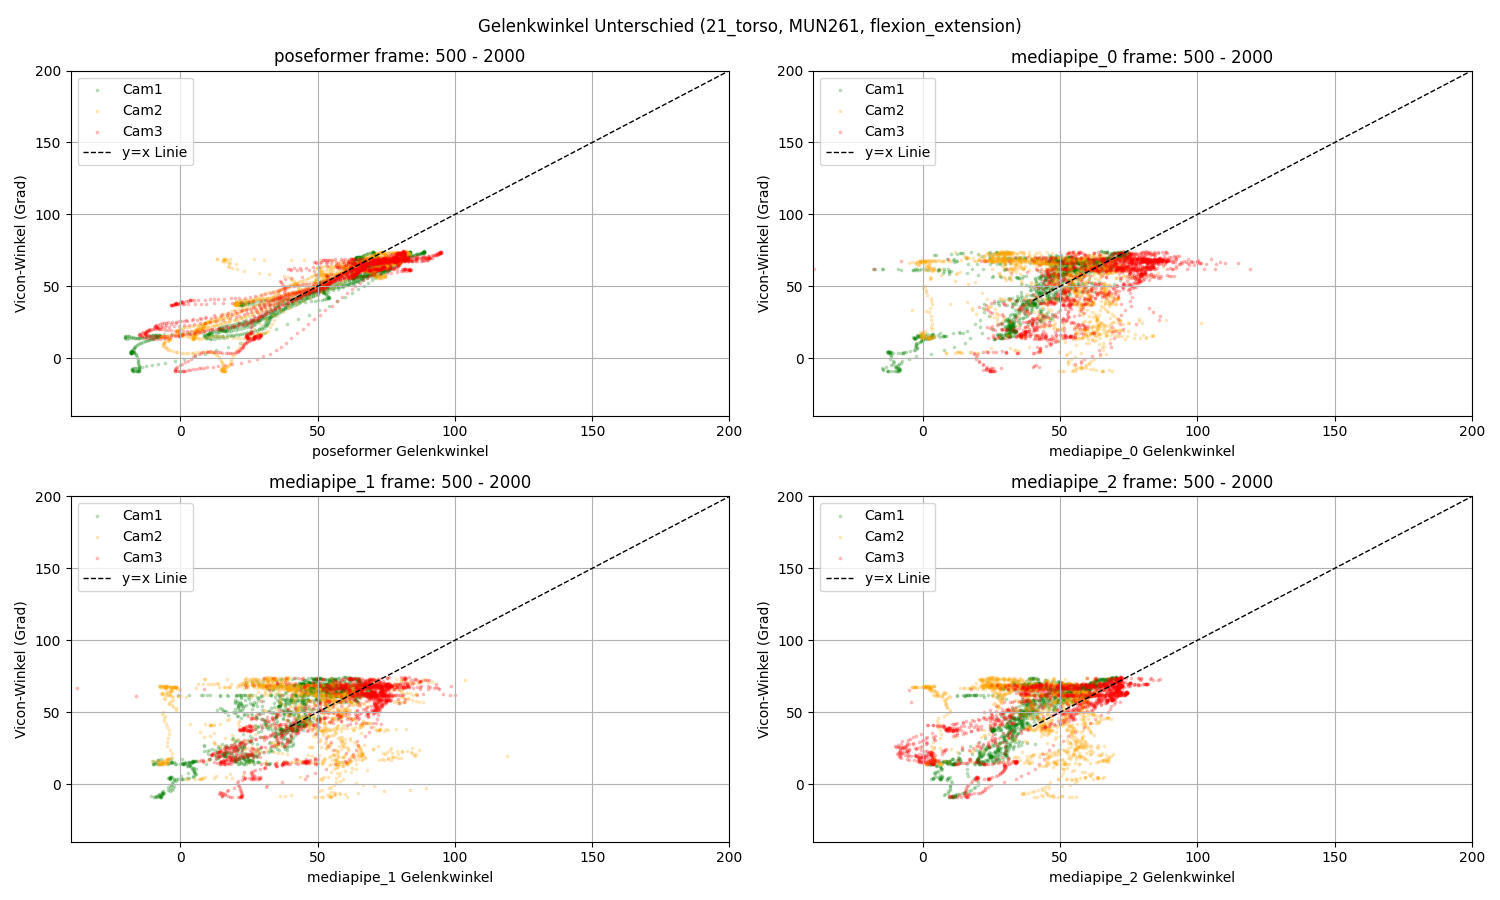 Gelenkwinkel Unterschied (21_torso, MUN261, flexion_extension)
poseformer frame: 500 - 2000
200
150
100
50
0
Vicon-Winkel (Grad)
Cam1
Cam2
Cam3
y=x Linie
0 50 100 150 200
poseformer Gelenkwinkel
mediapipe_0 frame: 500 - 2000
200
150
100
50
0
Vicon-Winkel (Grad)
Cam1
Cam2
Cam3
y=x Linie
0 50 100 150 200
mediapipe_0 Gelenkwinkel
mediapipe_1 frame: 500 - 2000
200
150
100
50
0
Vicon-Winkel (Grad)
Cam1
Cam2
Cam3
y=x Linie
0 50 100 150 200
mediapipe_1 Gelenkwinkel
mediapipe_2 frame: 500 - 2000
200
150
100
50
0
Vicon-Winkel (Grad)
Cam1
Cam2
Cam3
y=x Linie
0 50 100 150 200
mediapipe_2 Gelenkwinkel